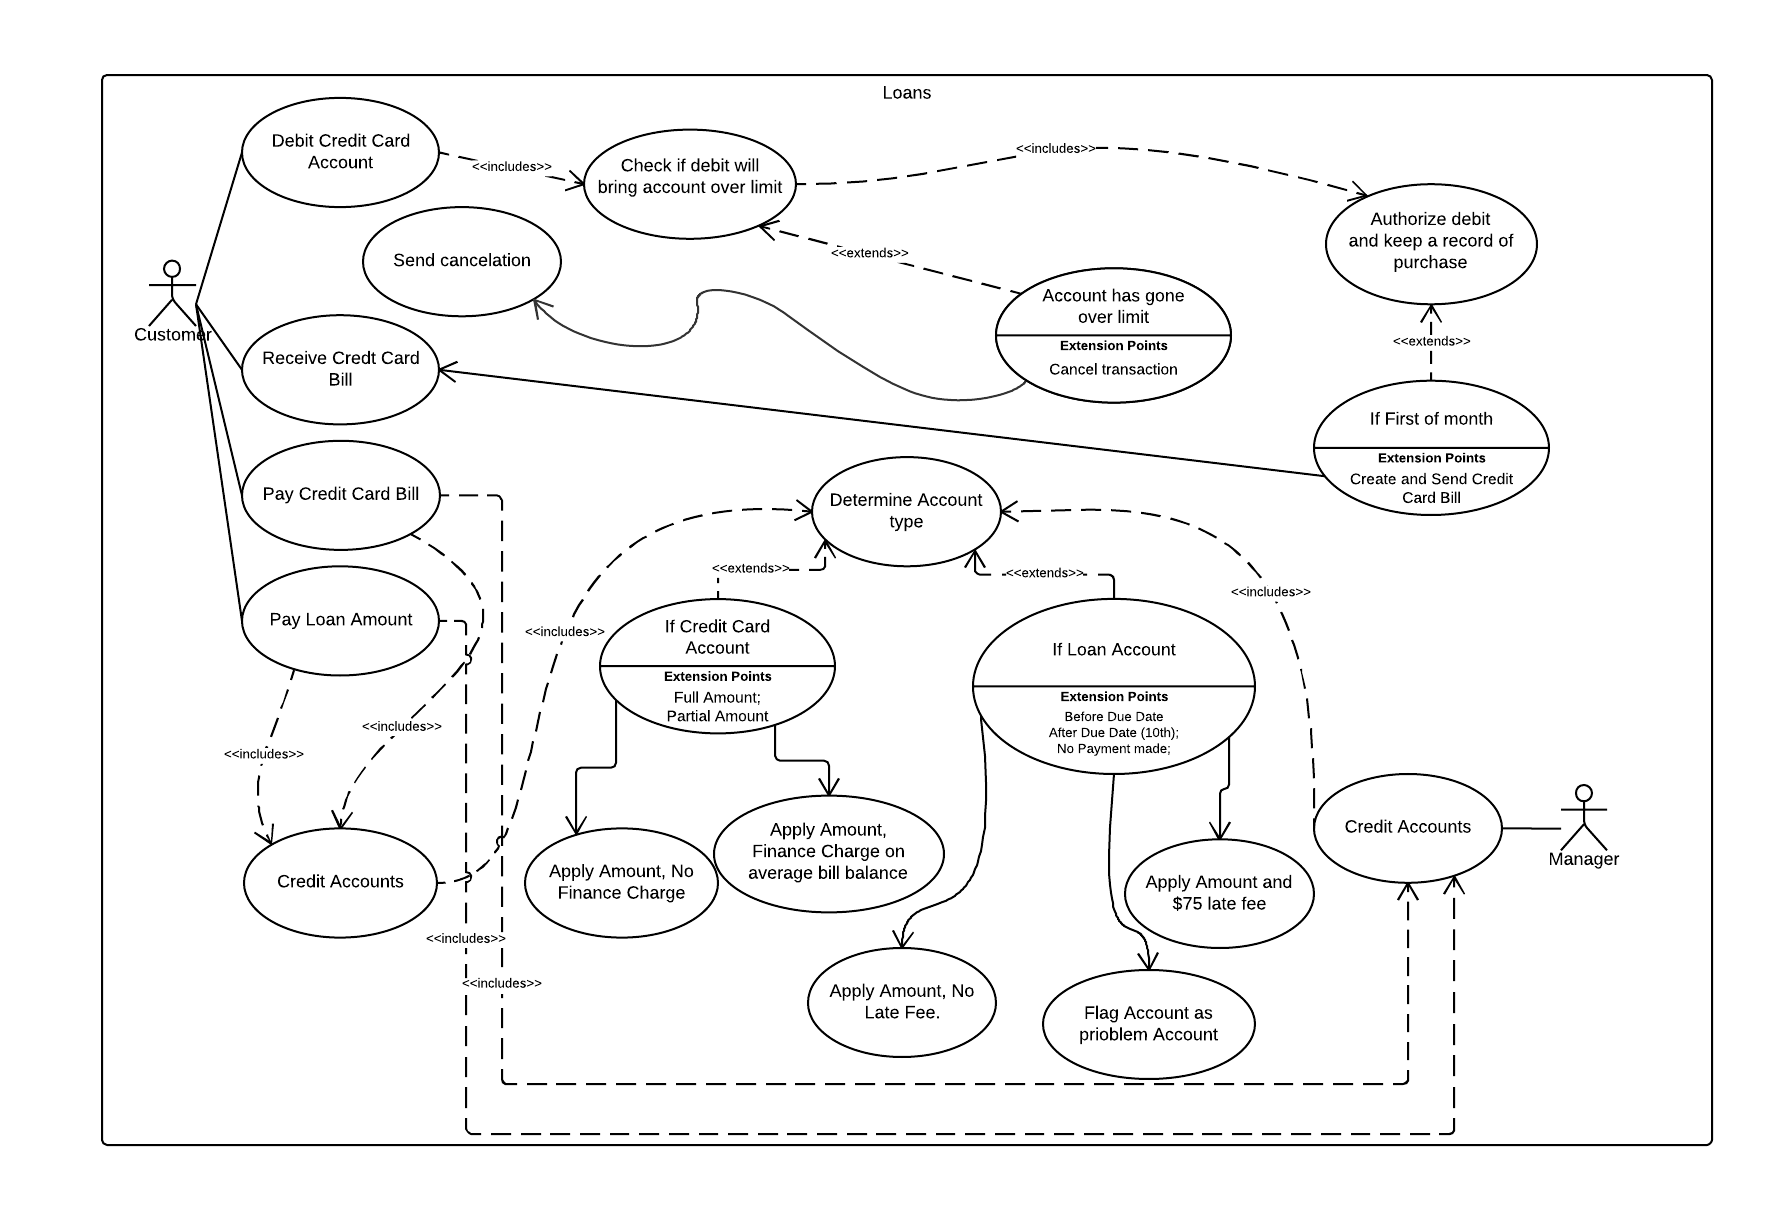 Loans
Debit Credit Card
Account
<<includes>>
Check if debit will
bring account over limit
<<includes>>
Authorize debit
and keep a record of
purchase
Send cancelation
<<extends>>
Account has gone
over limit
Extension Points
Cancel transaction
<<extends>>
Customer
Receive Credt Card
Bill
If First of month
Extension Points
Create and Send Credit
Card Bill
Pay Credit Card Bill
Determine Account
type
<<extends>>
<<extends>>
<<includes>>
Pay Loan Amount
<<includes>>
If Credit Card
Account
Extension Points
Full Amount;
Partial Amount
If Loan Account
Extension Points
Before Due Date
After Due Date (10th);
No Payment made;
<<includes>>
<<includes>>
Credit Accounts
Apply Amount, No
Finance Charge
Apply Amount,
Finance Charge on
average bill balance
Apply Amount and
$75 late fee
Credit Accounts
Manager
<<includes>>
<<includes>>
Apply Amount, No
Late Fee.
Flag Account as
prioblem Account